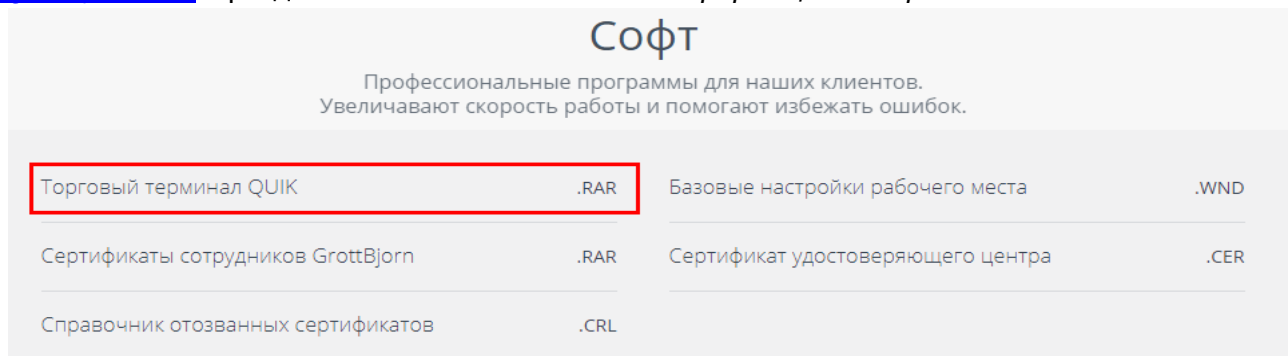 Софт
Профессиональные программы для наших клиентов.
Увеличавают скорость работы и помогают избежать ошибок.
Торговый терминал QUIK .RAR Базовые настройки рабочего места .WND
Сертификаты сотрудников GrottBjorn .RAR Сертификат удостоверяющего центра .CER
Справочник отозванных сертификатов .CRL